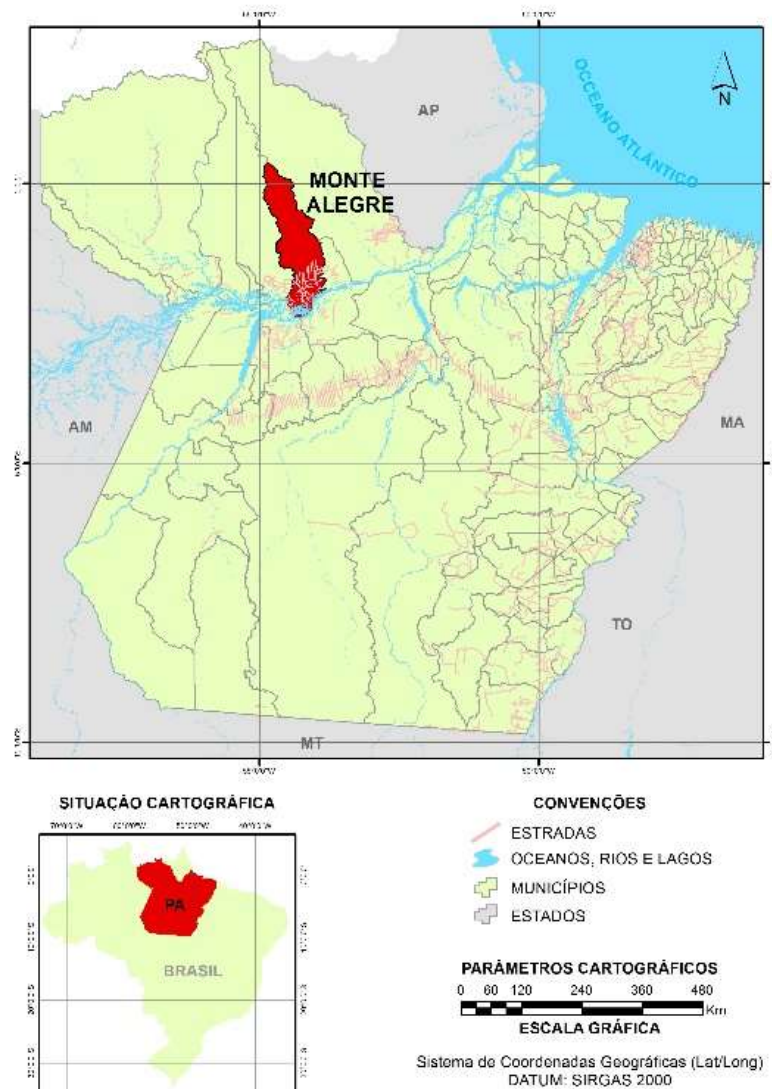 AP
OCCEANO ATLÂNTICO
N
MONTE
ALEGRE
AM
MA
TO
MT
SITUAÇÃO CARTOGRÁFICA
PA
BRASIL
CONVENÇÕES
ESTRADAS
OCEANOS, RIOS E LAGOS
MUNICÍPIOS
ESTADOS
PARÂMETROS CARTOGRÁFICOS
0 60 120 240 360 480
Km
ESCALA GRÁFICA
Sistema de Coordenadas Geográficas (Lat/Long)
DATUM: SIRGAS 2000